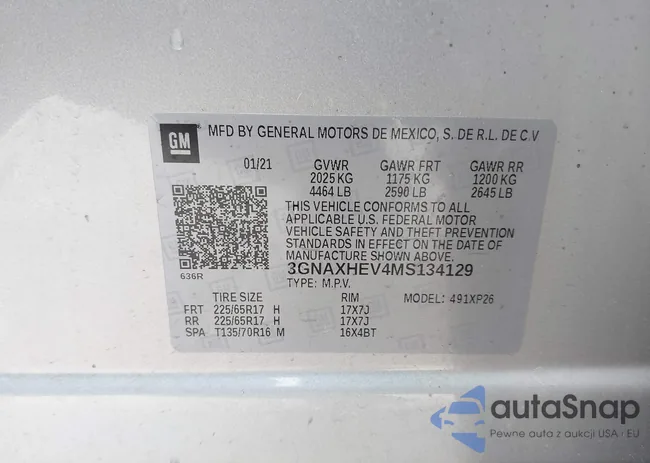 GM
MFD BY GENERAL MOTORS DE MEXICO, S. DE R.L. DE C.V
01/21 GVWR GAWR FRT GAWR RR
2025 KG 1175 KG 1200 KG
4464 LB 2590 LB 2645 LB
THIS VEHICLE CONFORMS TO ALL
APPLICABLE U.S. FEDERAL MOTOR
VEHICLE SAFETY AND THEFT PREVENTION
STANDARDS IN EFFECT ON THE DATE OF
MANUFACTURE SHOWN ABOVE.
3GNAXHEV4MS134129
636R
TYPE: M.P.V.
TIRE SIZE RIM MODEL: 491XP26
FRT 225/65R17 H 17X7J
RR 225/65R17 H 17X7J
SPA T135/70R16 M 16X4BT
autaSnap
Pewne auta z aukcji USA · EU